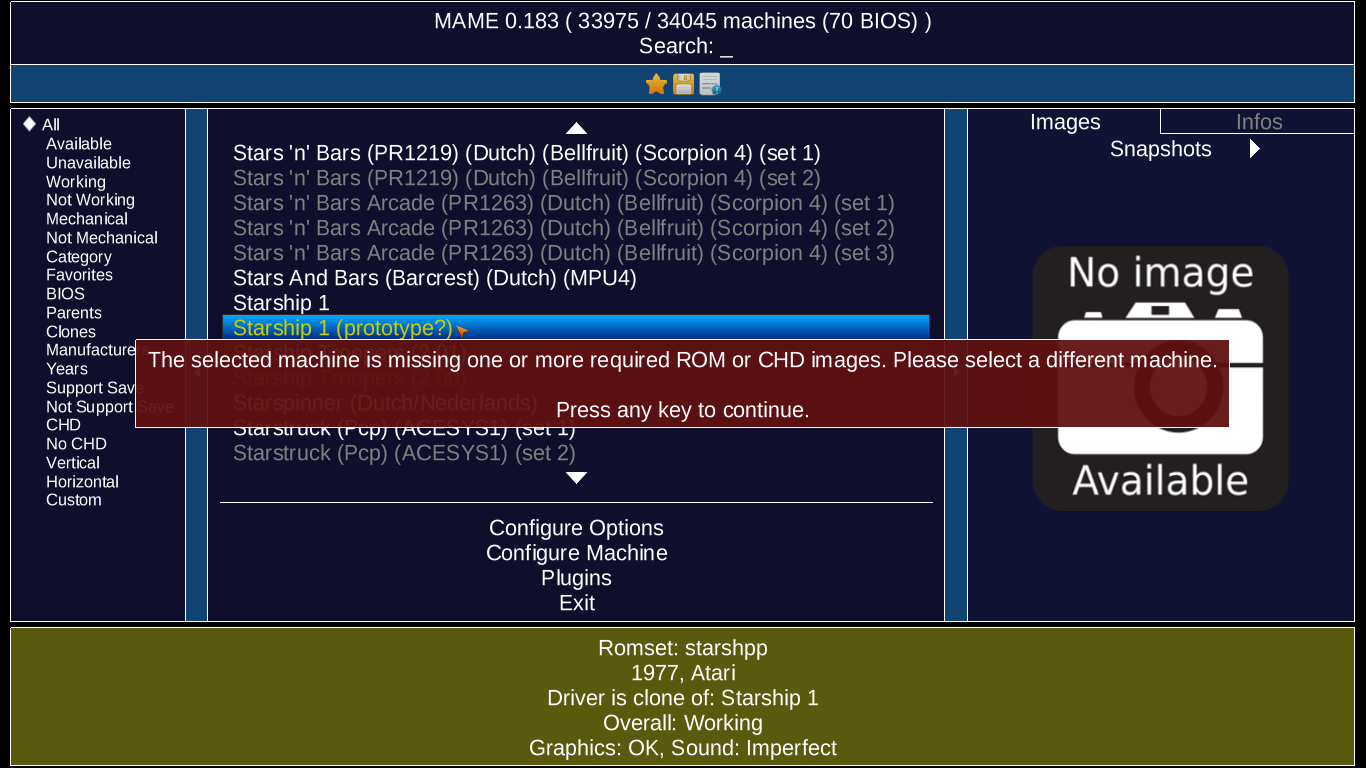 MAME 0.183 ( 33975 / 34045 machines (70 BIOS) )
Search: _
All
Available
Unavailable
Working
Not Working
Mechanical
Not Mechanical
Category
Favorites
BIOS
Parents
Clones
Manufacture
Years
Support Sav
Not Support Save
CHD
No CHD
Vertical
Horizontal
Custom
Stars 'n' Bars (PR1219) (Dutch) (Bellfruit) (Scorpion 4) (set 1)
Stars 'n' Bars (PR1219) (Dutch) (Bellfruit) (Scorpion 4) (set 2)
Stars 'n' Bars Arcade (PR1263) (Dutch) (Bellfruit) (Scorpion 4) (set 1)
Stars 'n' Bars Arcade (PR1263) (Dutch) (Bellfruit) (Scorpion 4) (set 2)
Stars 'n' Bars Arcade (PR1263) (Dutch) (Bellfruit) (Scorpion 4) (set 3)
Stars And Bars (Barcrest) (Dutch) (MPU4)
Starship 1
Starship 1 (prototype?)
The selected machine is missing one or more required ROM or CHD images. Please select a different machine.
Starship Troopers (2.00)
Starspinner (Dutch/Nederlands)
Press any key to continue.
Starstruck (Pcp) (ACESYS1) (set 1)
Starstruck (Pcp) (ACESYS1) (set 2)
Configure Options
Configure Machine
Plugins
Exit
Images
Infos
Snapshots
No image
Available
Romset: starshpp
1977, Atari
Driver is clone of: Starship 1
Overall: Working
Graphics: OK, Sound: Imperfect